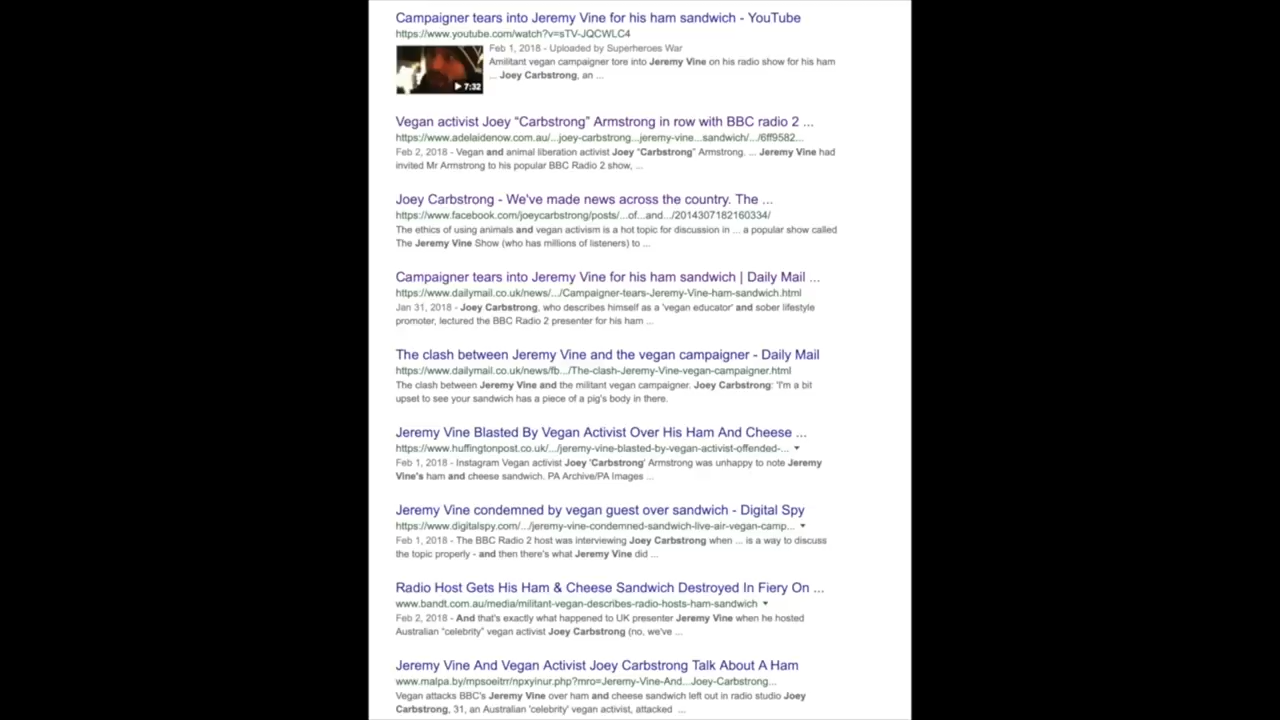 Campaigner tears into Jeremy Vine for his ham sandwich - YouTube
https://www.youtube.com/watch?v=sTV-JQCWLC4
Feb 1, 2018 - Uploaded by Superheroes War
Amilitant vegan campaigner tore into Jeremy Vine on his radio show for his ham
... Joey Carbstrong, an ...
7:32
Vegan activist Joey “Carbstrong” Armstrong in row with BBC radio 2 ...
https://www.adelaidenow.com.au/...joey-carbstrong...jeremy-vine...sandwich/.../6ff9582...
Feb 2, 2018 - Vegan and animal liberation activist Joey “Carbstrong” Armstrong. ... Jeremy Vine had
invited Mr Armstrong to his popular BBC Radio 2 show, ...
Joey Carbstrong - We've made news across the country. The ...
https://www.facebook.com/joeycarbstrong/posts/...of...and.../2014307182160334/
The ethics of using animals and vegan activism is a hot topic for discussion in ... a popular show called
The Jeremy Vine Show (who has millions of listeners) to ...
Campaigner tears into Jeremy Vine for his ham sandwich | Daily Mail ...
https://www.dailymail.co.uk/news/.../Campaigner-tears-Jeremy-Vine-ham-sandwich.html
Jan 31, 2018 - Joey Carbstrong, who describes himself as a 'vegan educator' and sober lifestyle
promoter, lectured the BBC Radio 2 presenter for his ham ...
The clash between Jeremy Vine and the vegan campaigner - Daily Mail
https://www.dailymail.co.uk/news/fb.../The-clash-Jeremy-Vine-vegan-campaigner.html
The clash between Jeremy Vine and the militant vegan campaigner. Joey Carbstrong: 'I'm a bit
upset to see your sandwich has a piece of a pig's body in there.
Jeremy Vine Blasted By Vegan Activist Over His Ham And Cheese ...
https://www.huffingtonpost.co.uk/.../jeremy-vine-blasted-by-vegan-activist-offended-...
Feb 1, 2018 - Instagram Vegan activist Joey 'Carbstrong' Armstrong was unhappy to note Jeremy
Vine's ham and cheese sandwich. PA Archive/PA Images ...
Jeremy Vine condemned by vegan guest over sandwich - Digital Spy
https://www.digitalspy.com/.../jeremy-vine-condemned-sandwich-live-air-vegan-camp...
Feb 1, 2018 - The BBC Radio 2 host was interviewing Joey Carbstrong when ... is a way to discuss
the topic properly - and then there's what Jeremy Vine did ...
Radio Host Gets His Ham & Cheese Sandwich Destroyed In Fiery On ...
www.bandt.com.au/media/militant-vegan-describes-radio-hosts-ham-sandwich
Feb 2, 2018 - And that's exactly what happened to UK presenter Jeremy Vine when he hosted
Australian “celebrity” vegan activist Joey Carbstrong (no, we've ...
Jeremy Vine And Vegan Activist Joey Carbstrong Talk About A Ham
www.malpa.by/mpsoeitrr/npxyinur.php?mro=Jeremy-Vine-And...Joey-Carbstrong...
Vegan attacks BBC's Jeremy Vine over ham and cheese sandwich left out in radio studio Joey
Carbstrong, 31, an Australian 'celebrity' vegan activist, attacked ...